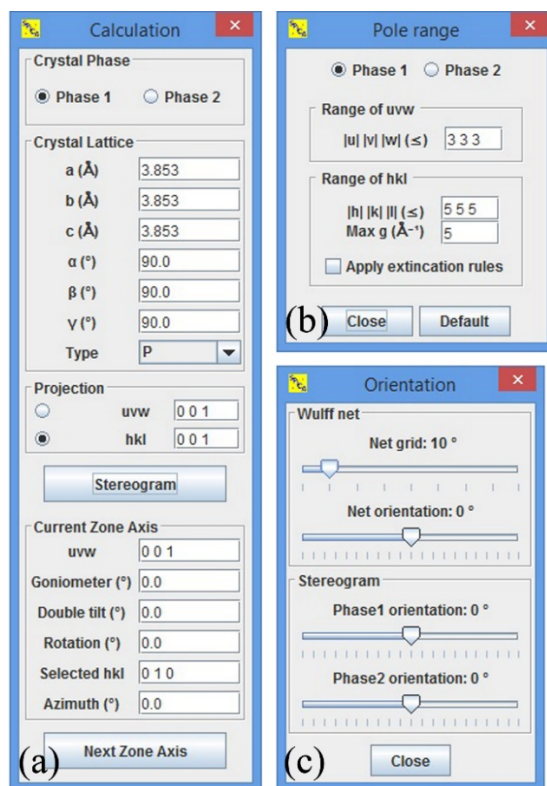 Calculation
Crystal Phase
Phase 1 Phase 2
Crystal Lattice
a (Å) 3.853
b (Å) 3.853
c (Å) 3.853
α (°) 90.0
β (°) 90.0
γ (°) 90.0
Type P
Projection
uvw 0 0 1
hkl 0 0 1
Stereogram
Current Zone Axis
uvw 0 0 1
Goniometer (°) 0.0
Double tilt (°) 0.0
Rotation (°) 0.0
Selected hkl 0 1 0
Azimuth (°) 0.0
Next Zone Axis
(a)
Pole range
Phase 1 Phase 2
Range of uvw
|u| |v| |w| (≤) 3 3 3
Range of hkl
|h| |k| |l| (≤) 5 5 5
Max g (Å⁻¹) 5
Apply extincation rules
(b) Close Default
Orientation
Wulff net
Net grid: 10 °
Net orientation: 0 °
Stereogram
Phase1 orientation: 0 °
Phase2 orientation: 0 °
(c) Close